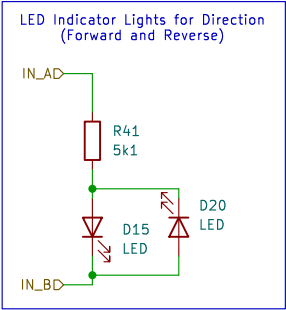 LED Indicator Lights for Direction
(Forward and Reverse)
IN_A
R41
5k1
D20
LED
D15
LED
IN_B